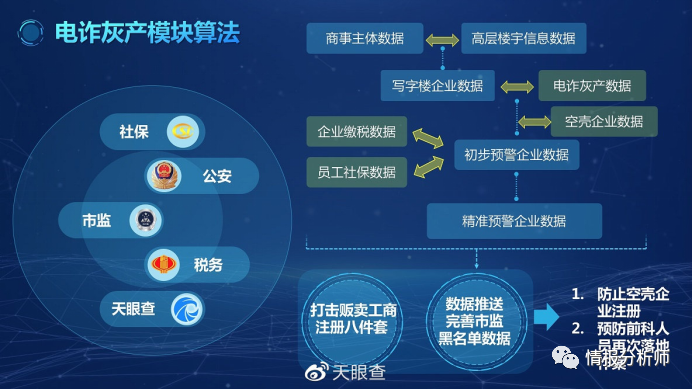 电诈灰产模块算法
社保
公安
市监
税务
天眼查
商事主体数据
高层楼宇信息数据
写字楼企业数据
电诈灰产数据
空壳企业数据
企业缴税数据
初步预警企业数据
员工社保数据
精准预警企业数据
打击贩卖工商
注册八件套
数据推送
完善市监
黑名单数据
1. 防止空壳企
业注册
2. 预防前科人
员再次落地
天眼查
情报分析师